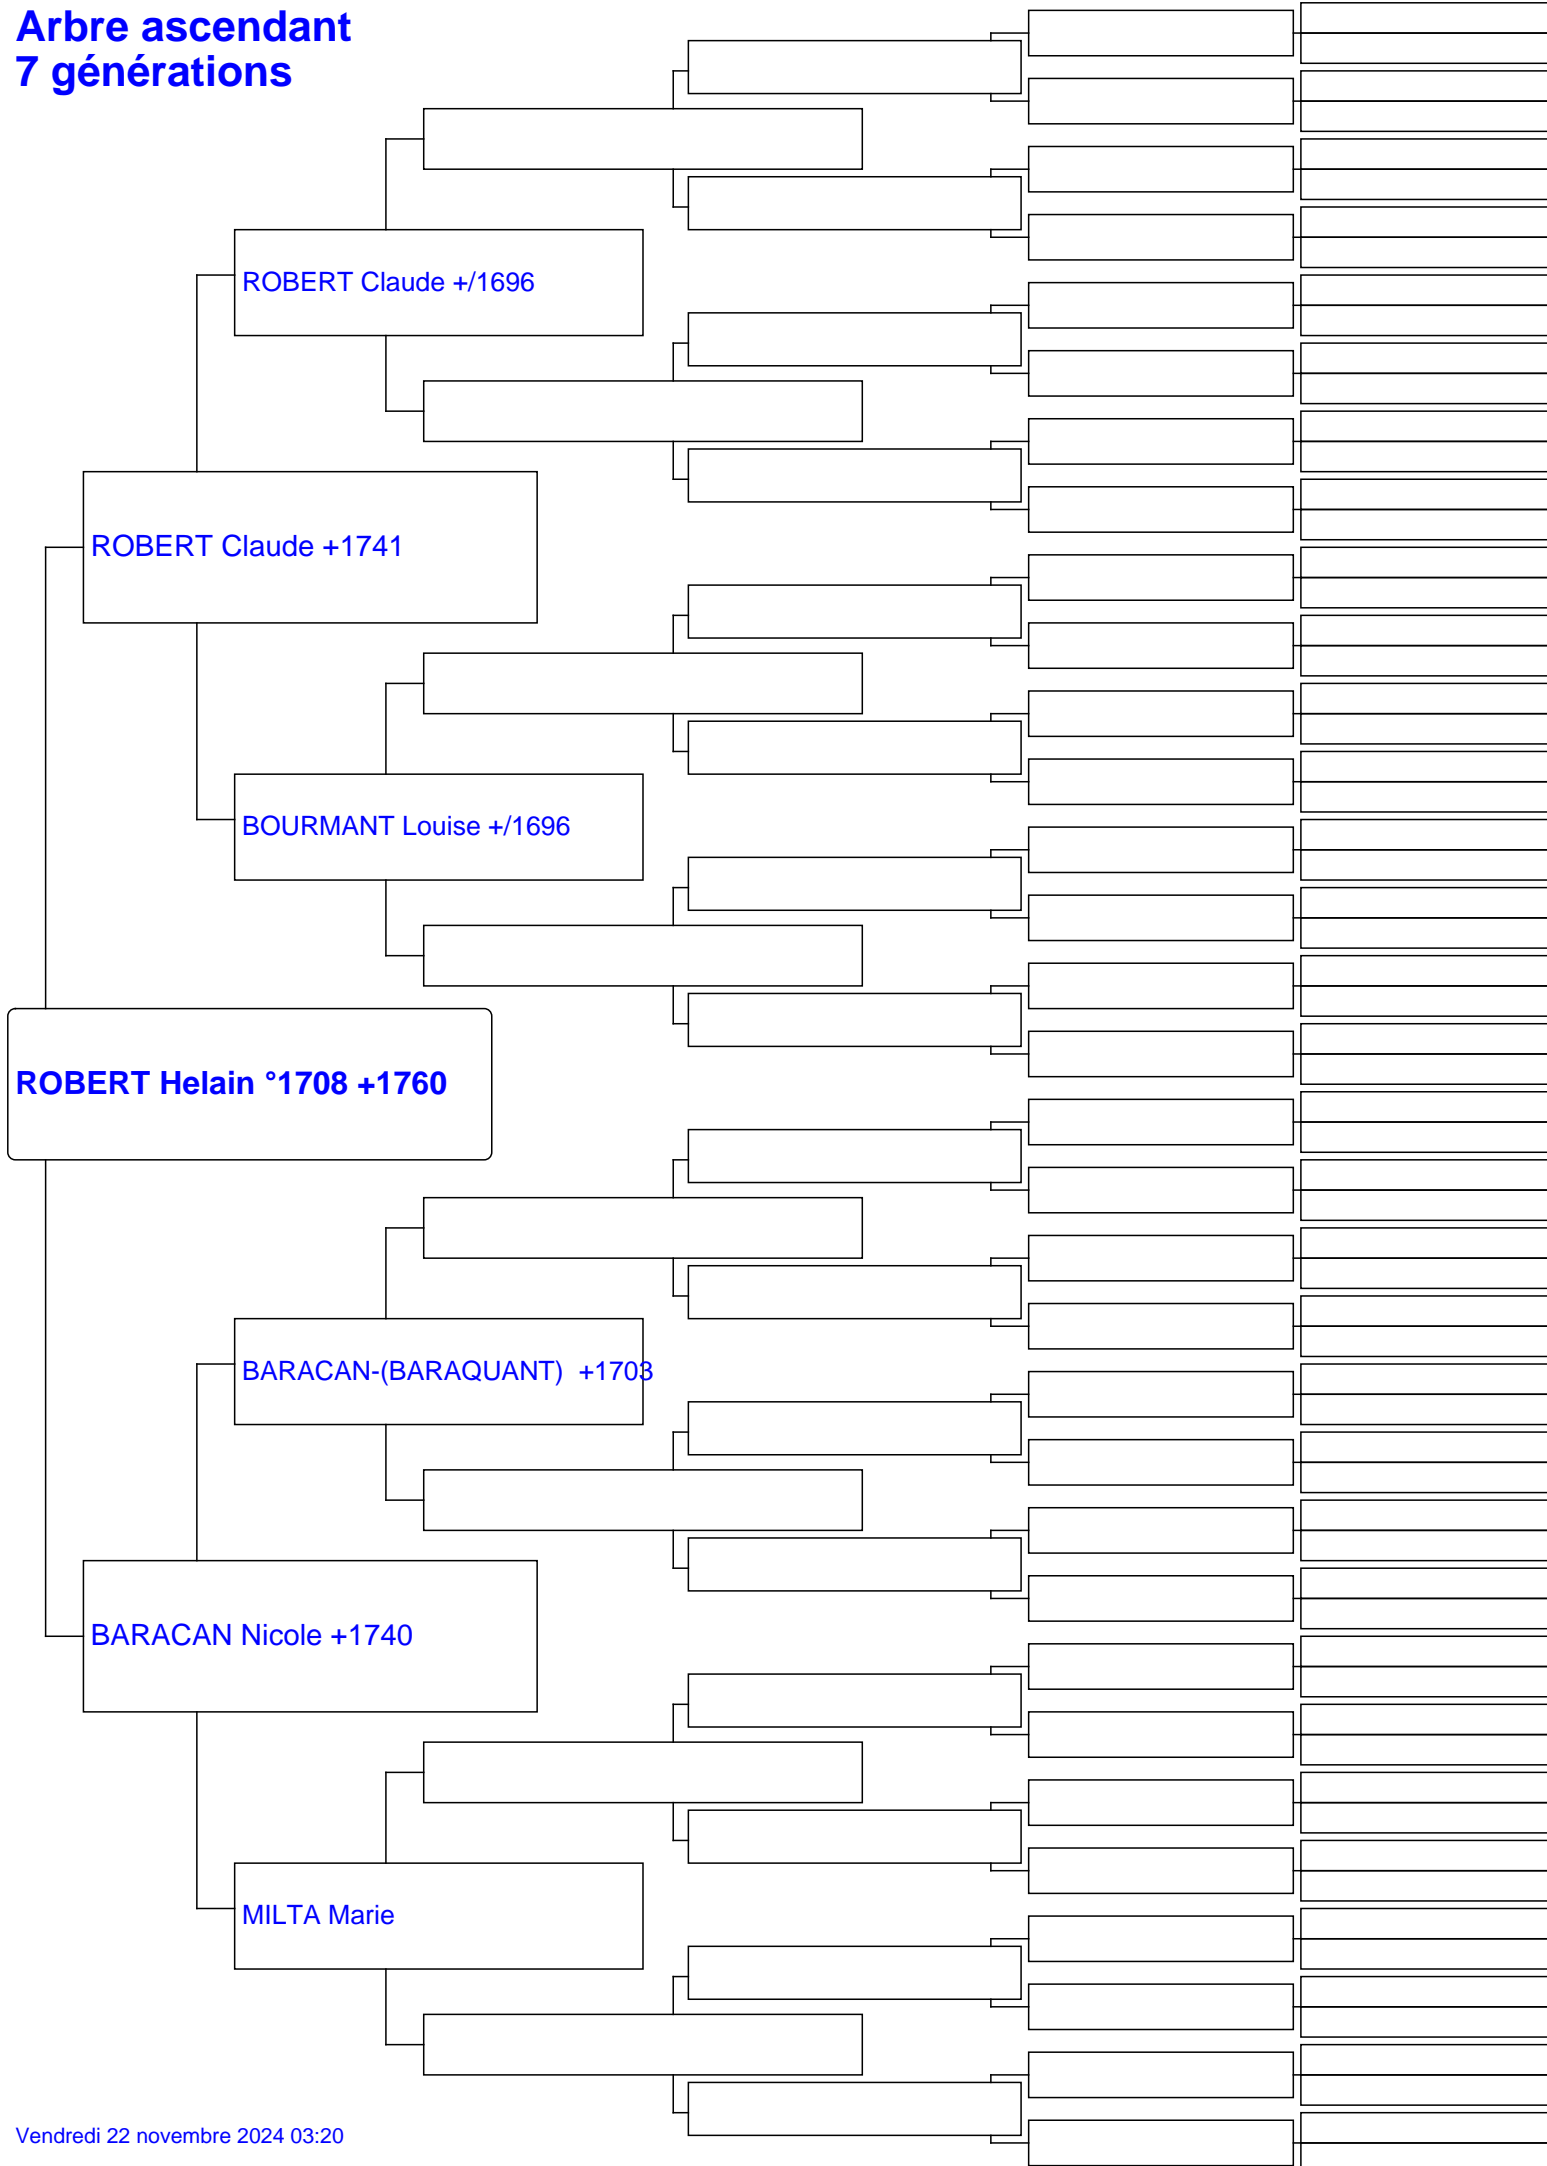 Arbre ascendant
7 générations
ROBERT Claude +/1696
ROBERT Claude +1741
BOURMANT Louise +/1696
ROBERT Helain °1708 +1760
BARACAN-(BARAQUANT)  +1703
BARACAN Nicole +1740
MILTA Marie
Vendredi 22 novembre 2024 03:20